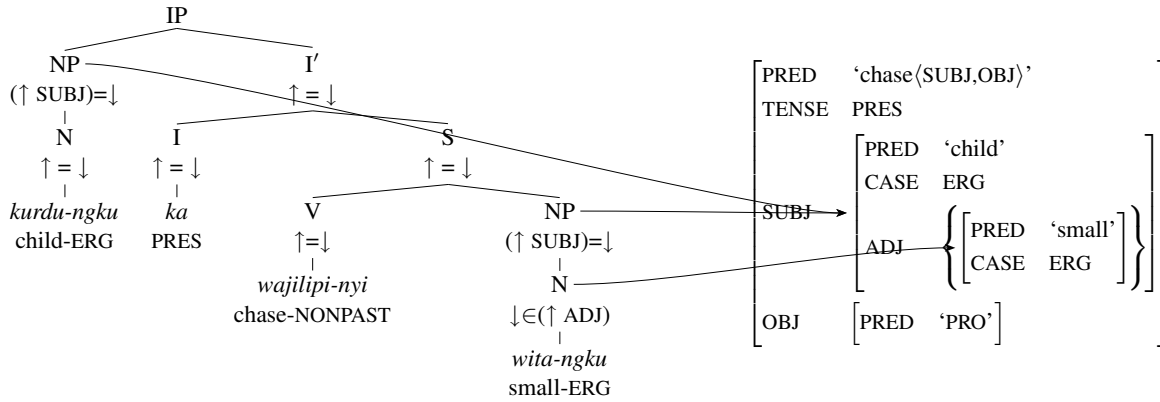 IP
NP I′
(↑ SUBJ)=↓ ↑ = ↓
N I S
↑ = ↓ ↑ = ↓ ↑ = ↓
kurdu-ngku ka V NP
child-ERG PRES ↑=↓ (↑ SUBJ)=↓
wajilipi-nyi N
chase-NONPAST ↓∈(↑ ADJ)
wita-ngku
small-ERG
PRED ‘chase⟨SUBJ,OBJ⟩’
TENSE PRES
PRED ‘child’
CASE ERG
SUBJ
PRED ‘small’
ADJ
CASE ERG
OBJ PRED ‘PRO’